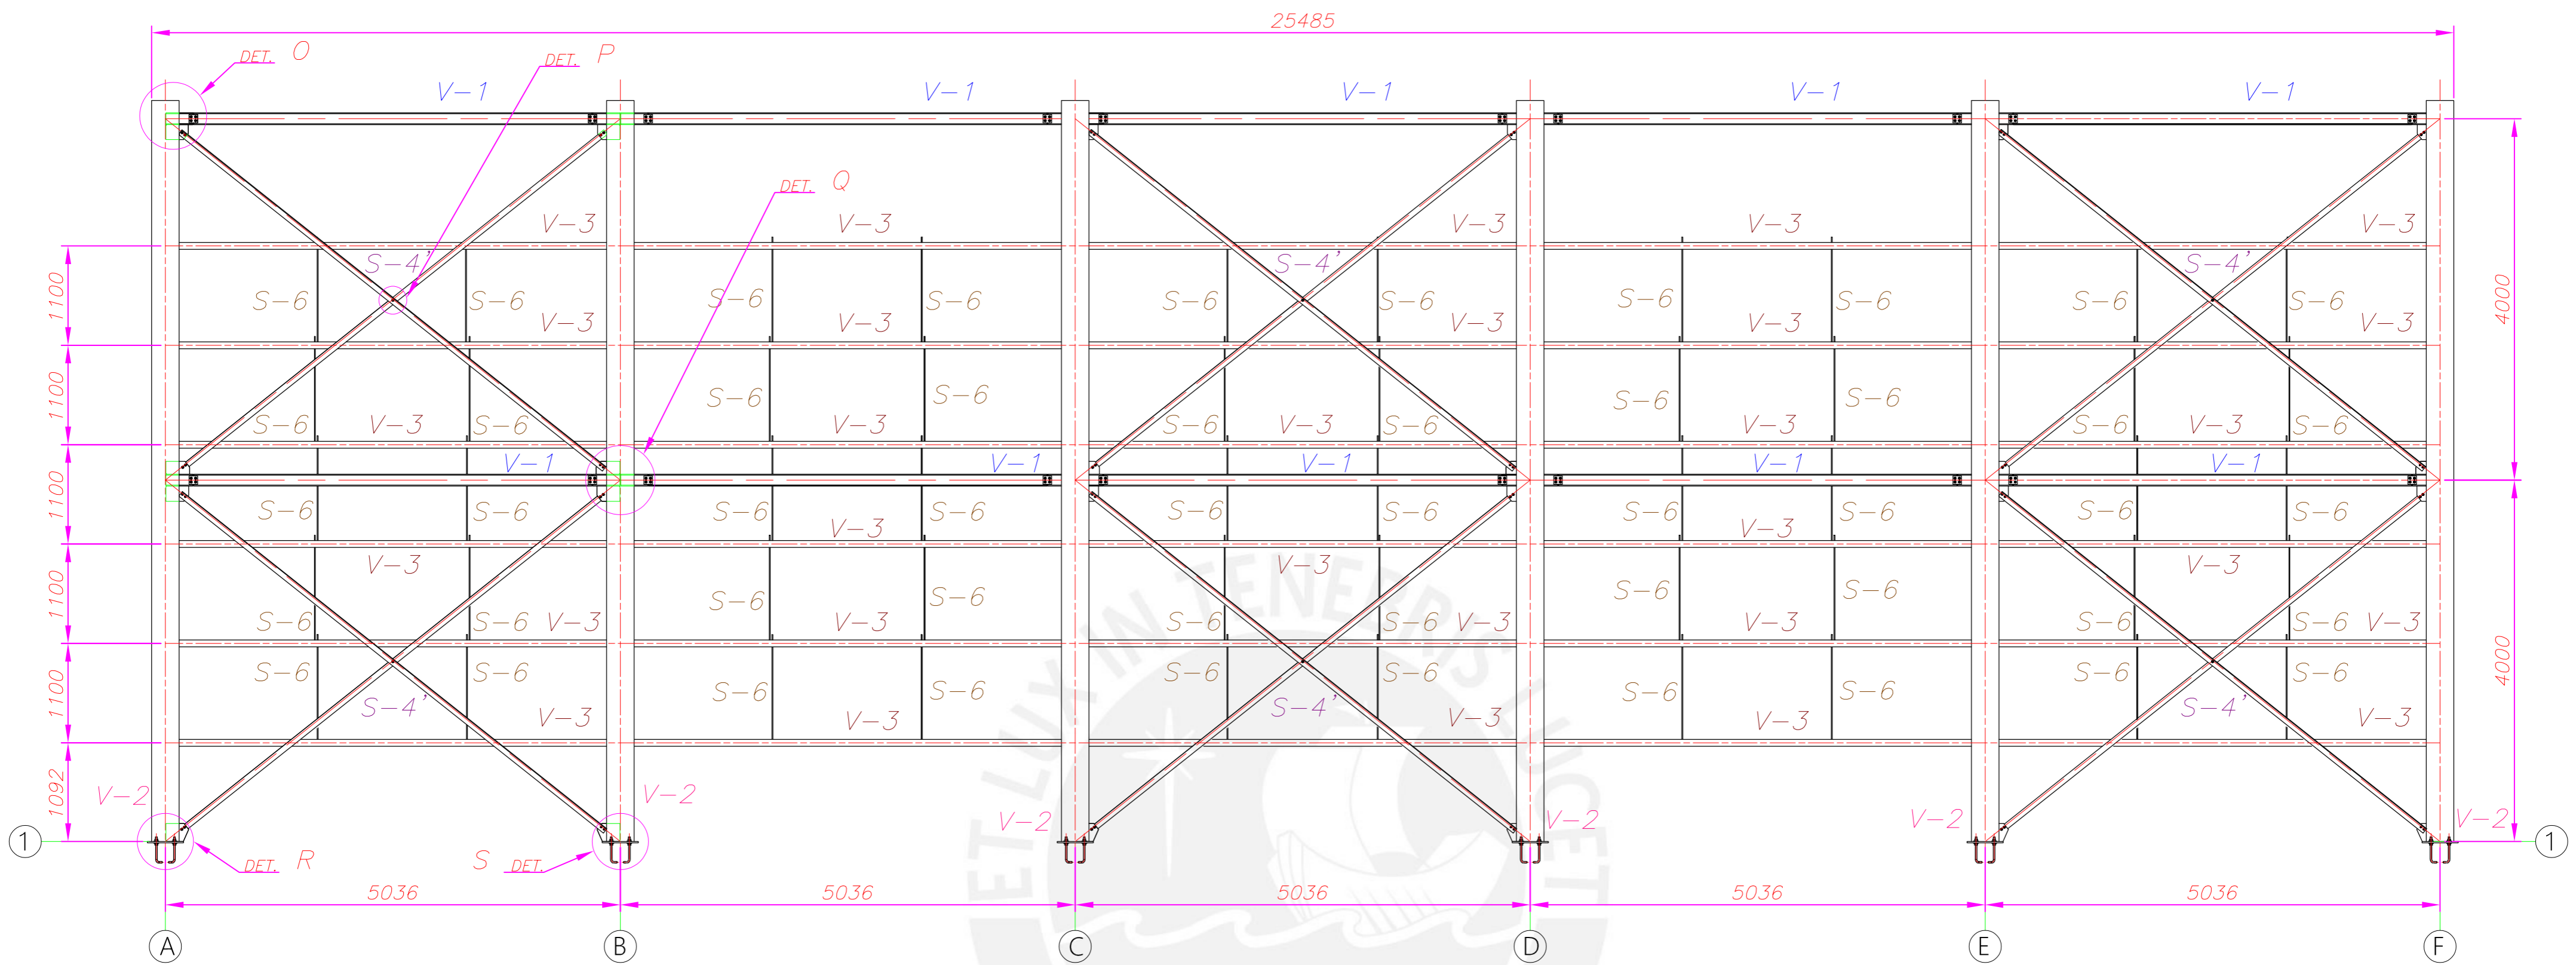 25485
DET. O
DET. P
V-1 V-1 V-1 V-1 V-1
DET. Q
V-3 V-3 V-3 V-3 V-3
S-4' S-4' S-4'
1100 S-6 S-6 S-6 S-6 S-6 S-6 S-6 S-6 S-6 S-6 4000
V-3 V-3 V-3 V-3 V-3
1100 S-6 S-6 S-6 S-6
S-6 V-3 S-6 V-3 S-6 V-3 S-6 V-3 S-6 V-3 S-6
V-1 V-1 V-1 V-1 V-1
1100 S-6 S-6 S-6 S-6 S-6 S-6 S-6 S-6 S-6 S-6
V-3 V-3
V-3 V-3 V-3
1100 S-6 S-6 S-6 S-6
S-6 S-6 V-3 V-3 S-6 S-6 V-3 V-3 S-6 S-6 V-3
1100 S-6 S-6 S-6 S-6 S-6 S-6 S-6 S-6 S-6 S-6 4000
S-4' S-4' S-4'
V-3 V-3 V-3 V-3 V-3
1092 V-2 V-2 V-2 V-2 V-2 V-2
1 1
DET. R S DET.
5036 5036 5036 5036 5036
A B C D E F
ET LUX IN TENEBRIS LUCET